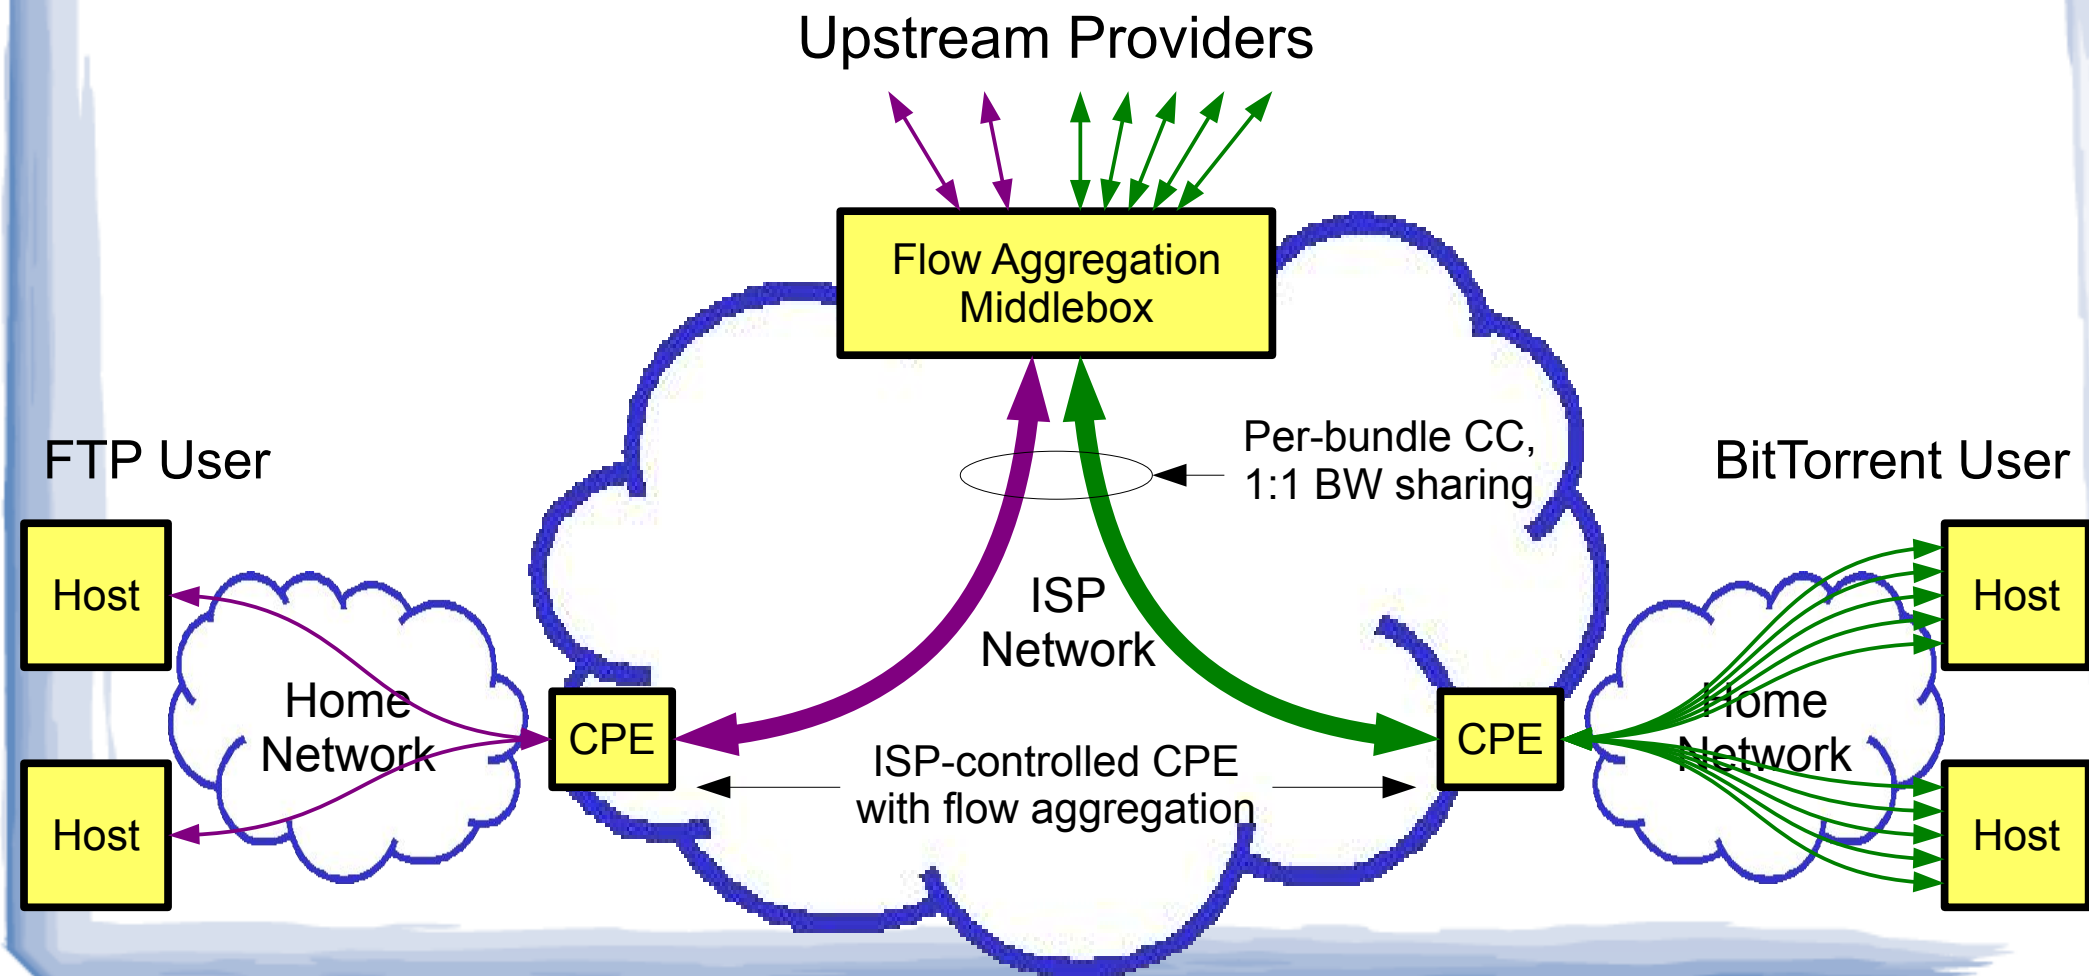 Upstream Providers
Flow Aggregation
Middlebox
Per-bundle CC,
1:1 BW sharing
FTP User
BitTorrent User
Host
Host
ISP
Network
Home
Network
CPE
CPE
Home
Network
ISP-controlled CPE
with flow aggregation
Host
Host